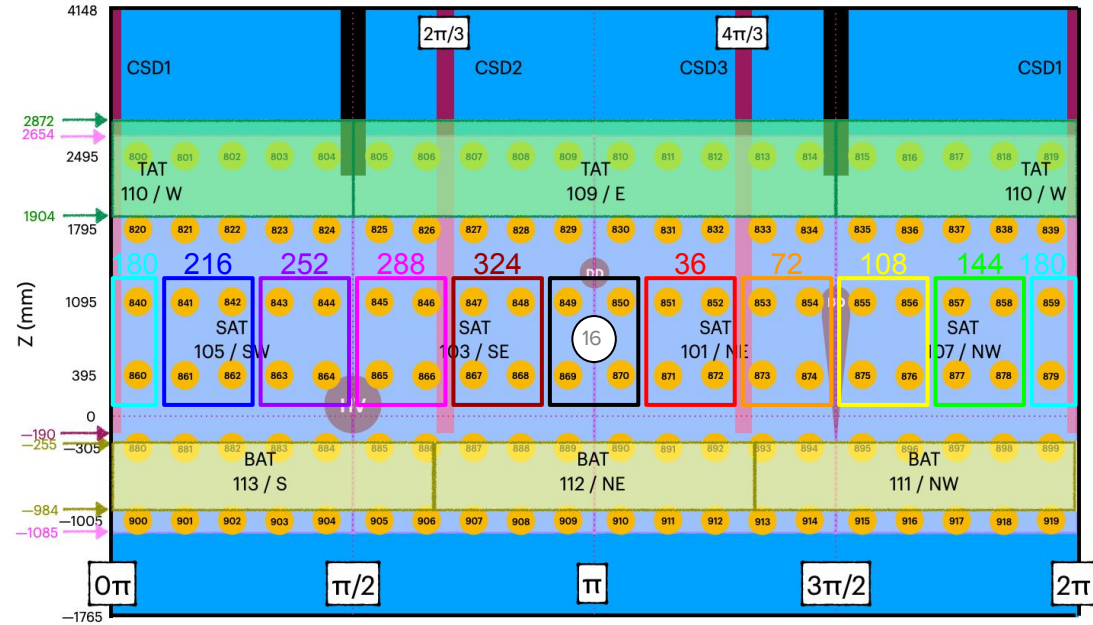 4148
2π/3
4π/3
CSD1
CSD2
CSD3
CSD1
2872
2654
2495
800 801 802 803 804 805 806 807 808 809 810 811 812 813 814 815 816 817 818 819
TAT
110 / W
TAT
109 / E
TAT
110 / W
1904
1795
820 821 822 823 824 825 826 827 828 829 830 831 832 833 834 835 836 837 838 839
180 216 252 288 324 36 72 108 144 180
DD
Z (mm)
1095
840 841 842 843 844 845 846 847 848 849 850 851 852 853 854 855 856 857 858 859
SAT
105 / SW
SAT
103 / SE
16
SAT
101 / NE
SAT
107 / NW
395
860 861 862 863 864 865 866 867 868 869 870 871 872 873 874 875 876 877 878 879
HV
0
−190
−255
−305
880 881 882 883 884 885 886 887 888 889 890 891 892 893 894 895 896 897 898 899
BAT
113 / S
BAT
112 / NE
BAT
111 / NW
−984
−1005
900 901 902 903 904 905 906 907 908 909 910 911 912 913 914 915 916 917 918 919
−1085
0π
π/2
π
3π/2
2π
−1765